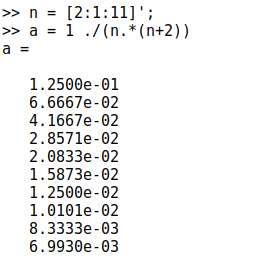 >> n = [2:1:11]';
>> a = 1 ./(n.*(n+2))
a =
1.2500e-01
6.6667e-02
4.1667e-02
2.8571e-02
2.0833e-02
1.5873e-02
1.2500e-02
1.0101e-02
8.3333e-03
6.9930e-03